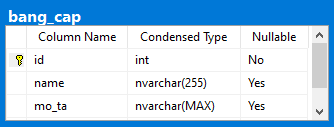 bang_cap
Column Name Condensed Type Nullable
id int No
name nvarchar(255) Yes
mo_ta nvarchar(MAX) Yes